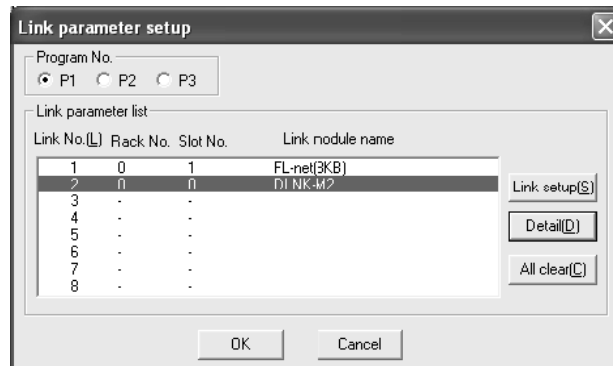 Link parameter setup
Program No.
P1 P2 P3
Link parameter list
Link No.(L) Rack No. Slot No. Link module name
1 0 1 FL-net(8KB)
2 0 0 DLNK-M2
3 - -
4 - -
5 - -
6 - -
7 - -
8 - -
Link setup(S)
Detail(D)
All clear(C)
OK Cancel